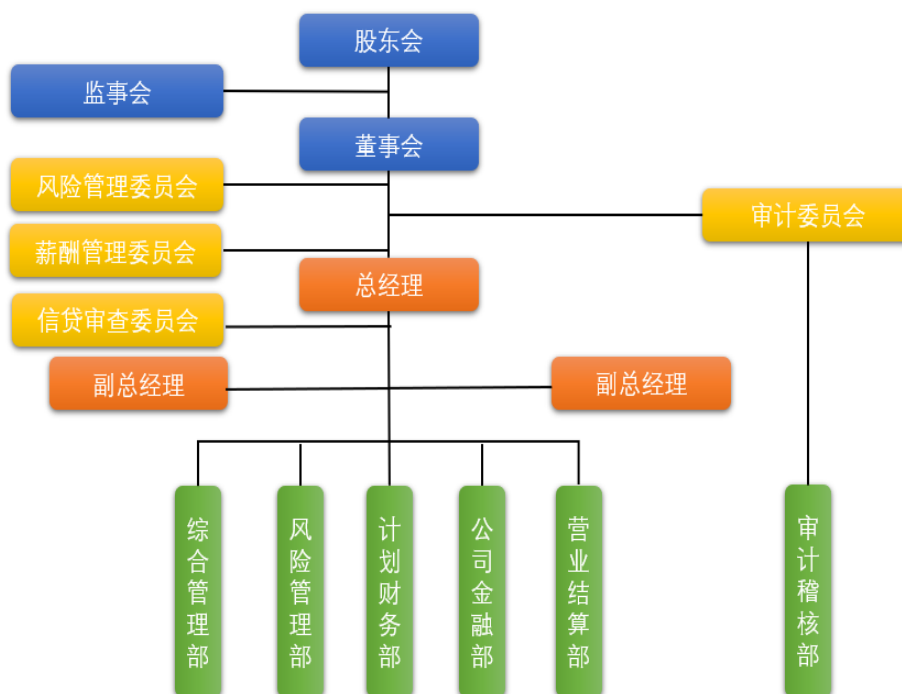 股东会
监事会
董事会
风险管理委员会
审计委员会
薪酬管理委员会
总经理
信贷审查委员会
副总经理
副总经理
综合管理部
风险管理部
计划财务部
公司金融部
营业结算部
审计稽核部